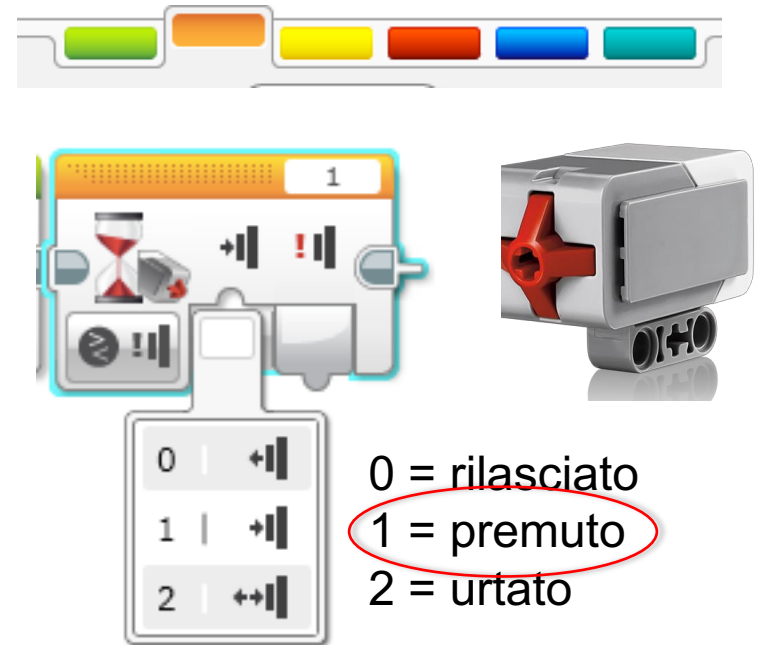 1
0
1
2
0 = rilasciato
1 = premuto
2 = urtato